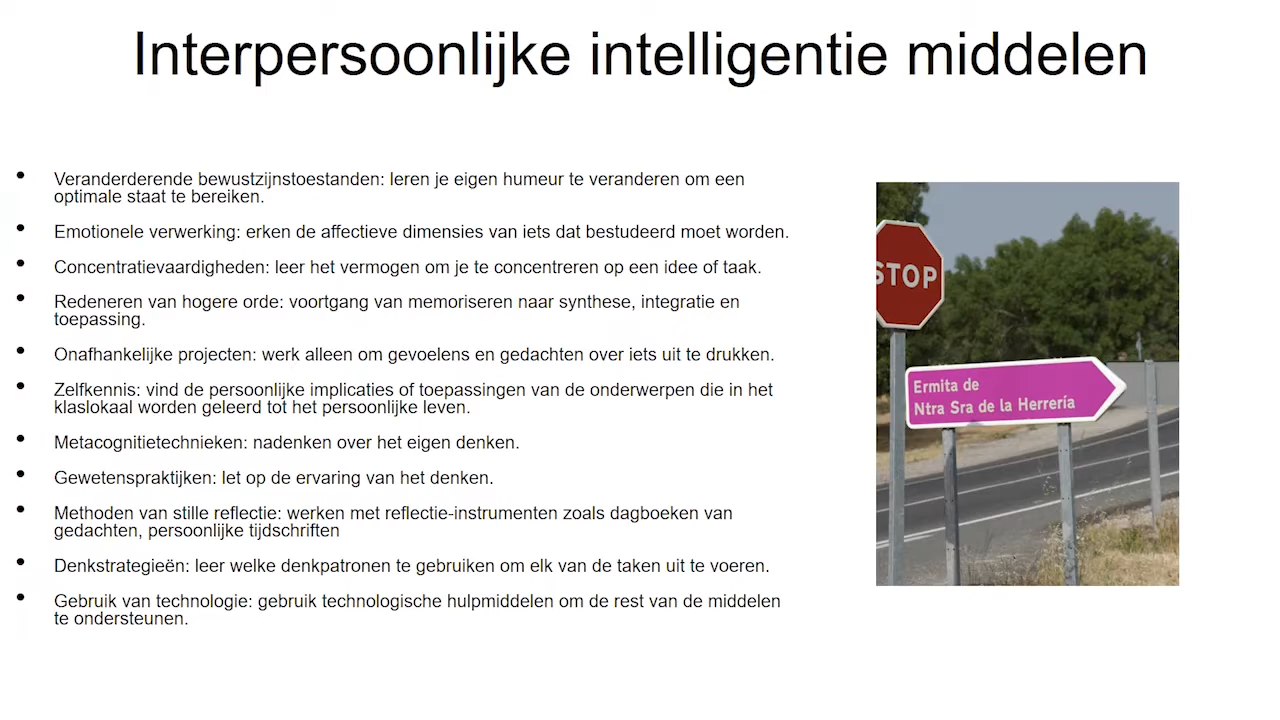 Interpersoonlijke intelligentie middelen
• Veranderderende bewustzijnstoestanden: leren je eigen humeur te veranderen om een
optimale staat te bereiken.
• Emotionele verwerking: erken de affectieve dimensies van iets dat bestudeerd moet worden.
• Concentratievaardigheden: leer het vermogen om je te concentreren op een idee of taak.
• Redeneren van hogere orde: voortgang van memoriseren naar synthese, integratie en
toepassing.
• Onafhankelijke projecten: werk alleen om gevoelens en gedachten over iets uit te drukken.
• Zelfkennis: vind de persoonlijke implicaties of toepassingen van de onderwerpen die in het
klaslokaal worden geleerd tot het persoonlijke leven.
• Metacognitietechnieken: nadenken over het eigen denken.
• Gewetenspraktijken: let op de ervaring van het denken.
• Methoden van stille reflectie: werken met reflectie-instrumenten zoals dagboeken van
gedachten, persoonlijke tijdschriften
• Denkstrategieën: leer welke denkpatronen te gebruiken om elk van de taken uit te voeren.
• Gebruik van technologie: gebruik technologische hulpmiddelen om de rest van de middelen
te ondersteunen.
STOP
Ermita de
Ntra Sra de la Herrería